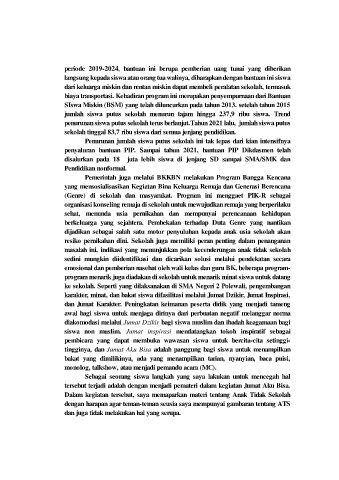 periode 2019-2024, bantuan ini berupa pemberian uang tunai yang diberikan
langsung kepada siswa atau orang tua walinya, diharapkan dengan bantuan ini siswa
dari keluarga miskin dan rentan miskin dapat membeli peralatan sekolah, termasuk
biaya transportasi. Kehadiran program ini merupakan penyempurnaan dari Bantuan
SIswa Miskin (BSM) yang telah diluncurkan pada tahun 2013. setelah tahun 2015
jumlah siswa putus sekolah menurun tajam hingga 237,9 ribu siswa. Trend
penurunan siswa putus sekolah terus berlanjut.Tahun 2021 lalu, jumlah siswa putus
sekolah tinggal 83,7 ribu siswa dari semua jenjang pendidikan.
Penurunan jumlah siswa putus sekolah ini tak lepas dari kian intensifnya
penyaluran bantuan PIP. Sampai tahun 2021, bantuan PIP Dikdasmen telah
disalurkan pada 18 juta lebih siswa di jenjang SD sampai SMA/SMK dan
Pendidikan nonformal.
Pemerintah juga melalui BKKBN melakukan Program Bangga Kencana
yang mensosialisasikan Kegiatan Bina Keluarga Remaja dan Generasi Berencana
(Genre) di sekolah dan masyarakat. Program ini menggaet PIK-R sebagai
organisasi konseling remaja di sekolah untuk mewujudkan remaja yang berperilaku
sehat, menunda usia pernikahan dan mempunyai perencanaan kehidupan
berkeluarga yang sejahtera. Pembekalan terhadap Duta Genre yang nantinya
dijadikan sebagai salah satu motor penyuluhan kepada anak usia sekolah akan
resiko pernikahan dini. Sekolah juga memiliki peran penting dalam penanganan
masalah ini, indikasi yang menunjukkan pola kecenderungan anak tidak sekolah
sedini mungkin diidentifikasi dan dicarikan solusi melalui pendekatan secara
emosional dan pemberian nasehat oleh wali kelas dan guru BK, beberapa program-
program menarik juga diadakan di sekolah untuk menarik minat siswa untuk datang
ke sekolah. Seperti yang dilaksanakan di SMA Negeri 2 Polewali, pengembangan
karakter, minat, dan bakat siswa difasilitasi melalui Jumat Dzikir, Jumat Inspirasi,
dan Jumat Karakter. Peningkatan keimanan peserta didik yang menjadi tameng
awal bagi siswa untuk menjaga dirinya dari perbuatan negatif melanggar norma
diakomodasi melalui Jumat Dzikir bagi siswa muslim dan ibadah keagamaan bagi
siswa non muslim. Jumat inspirasi mendatangkan tokoh inspiratif sebagai
pembicara yang dapat membuka wawasan siswa untuk bercita-cita setinggi-
tingginya, dan Jumat Aku Bisa adalah panggung bagi siswa untuk menampilkan
bakat yang dimilikinya, ada yang menampilkan tarian, nyanyian, baca puisi,
monolog, talkshow, atau menjadi pemandu acara (MC).
Sebagai seorang siswa langkah yang saya lakukan untuk mencegah hal
tersebut terjadi adalah dengan menjadi pemateri dalam kegiatan Jumat Aku Bisa.
Dalam kegiatan tersebut, saya memaparkan materi tentang Anak Tidak Sekolah
dengan harapan agar teman-teman seusia saya mempunyai gambaran tentang ATS
dan juga tidak melakukan hal yang serupa.